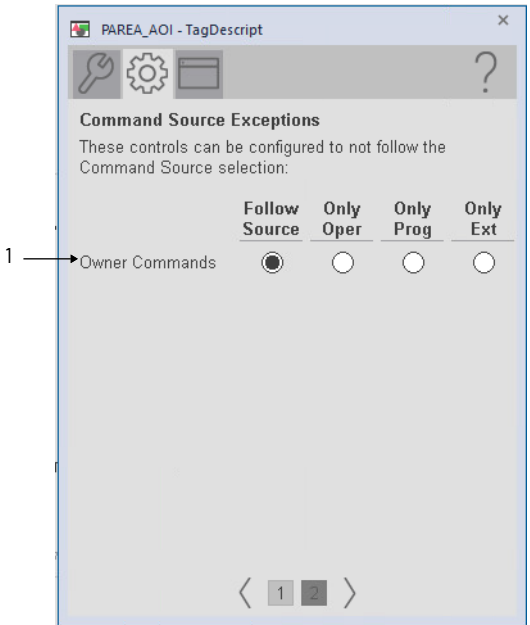 PAREA_AOI - TagDescript
?
Command Source Exceptions
These controls can be configured to not follow the
Command Source selection:
Follow Only Only Only
Source Oper Prog Ext
1
Owner Commands
1 2